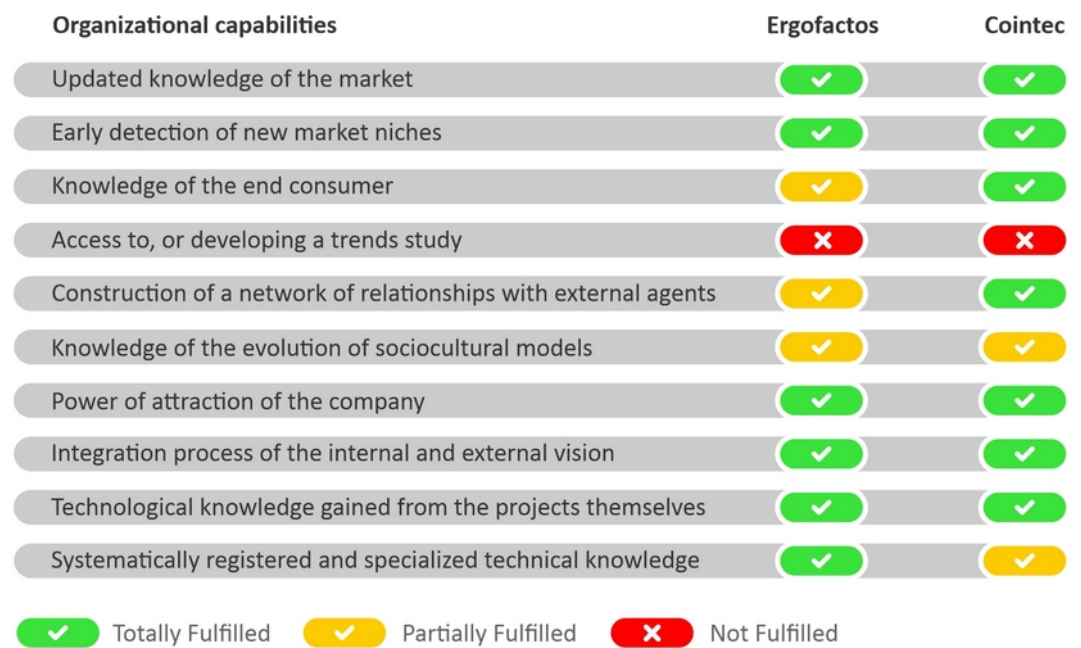 Organizational capabilities Ergofactos Cointec
Updated knowledge of the market
Early detection of new market niches
Knowledge of the end consumer
Access to, or developing a trends study
Construction of a network of relationships with external agents
Knowledge of the evolution of sociocultural models
Power of attraction of the company
Integration process of the internal and external vision
Technological knowledge gained from the projects themselves
Systematically registered and specialized technical knowledge
Totally Fulfilled Partially Fulfilled Not Fulfilled